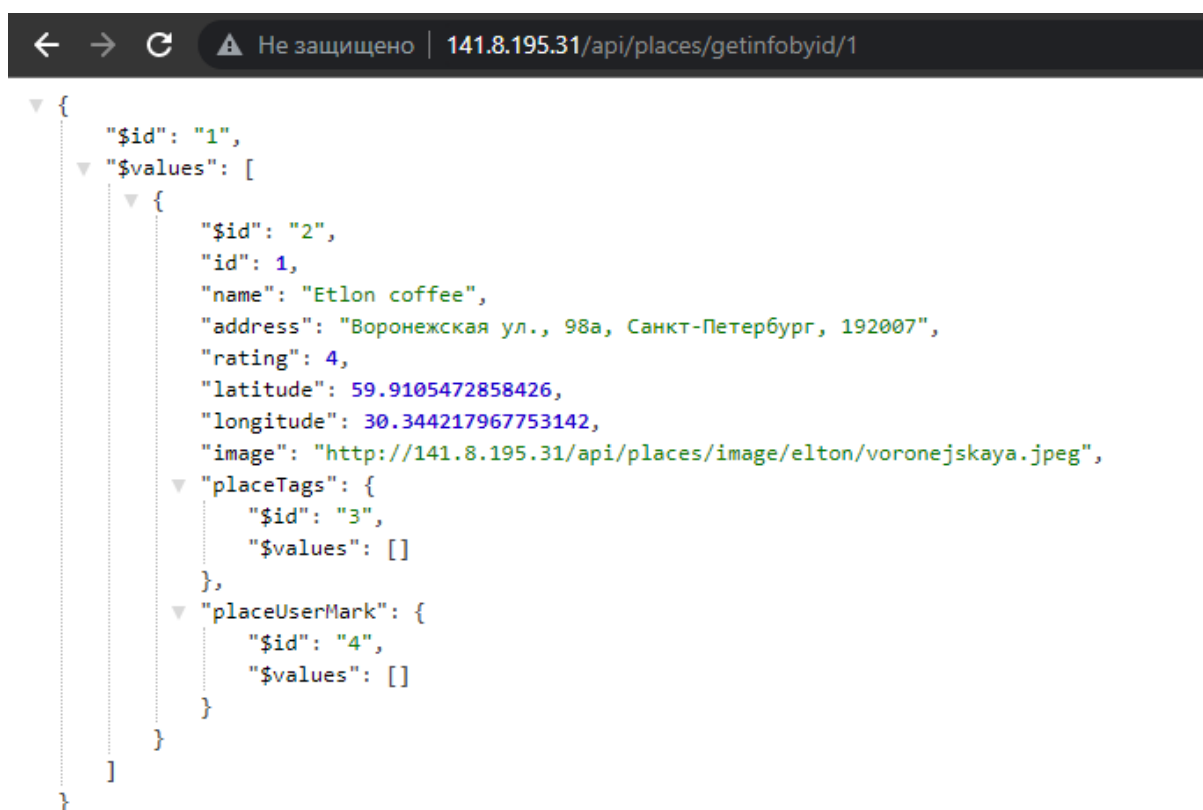 Не защищено | 141.8.195.31/api/places/getinfobyid/1
{
"$id": "1",
"$values": [
{
"$id": "2",
"id": 1,
"name": "Etlon coffee",
"address": "Воронежская ул., 98а, Санкт-Петербург, 192007",
"rating": 4,
"latitude": 59.9105472858426,
"longitude": 30.344217967753142,
"image": "http://141.8.195.31/api/places/image/elton/voronejskaya.jpeg",
"placeTags": {
"$id": "3",
"$values": []
},
"placeUserMark": {
"$id": "4",
"$values": []
}
}
]
}